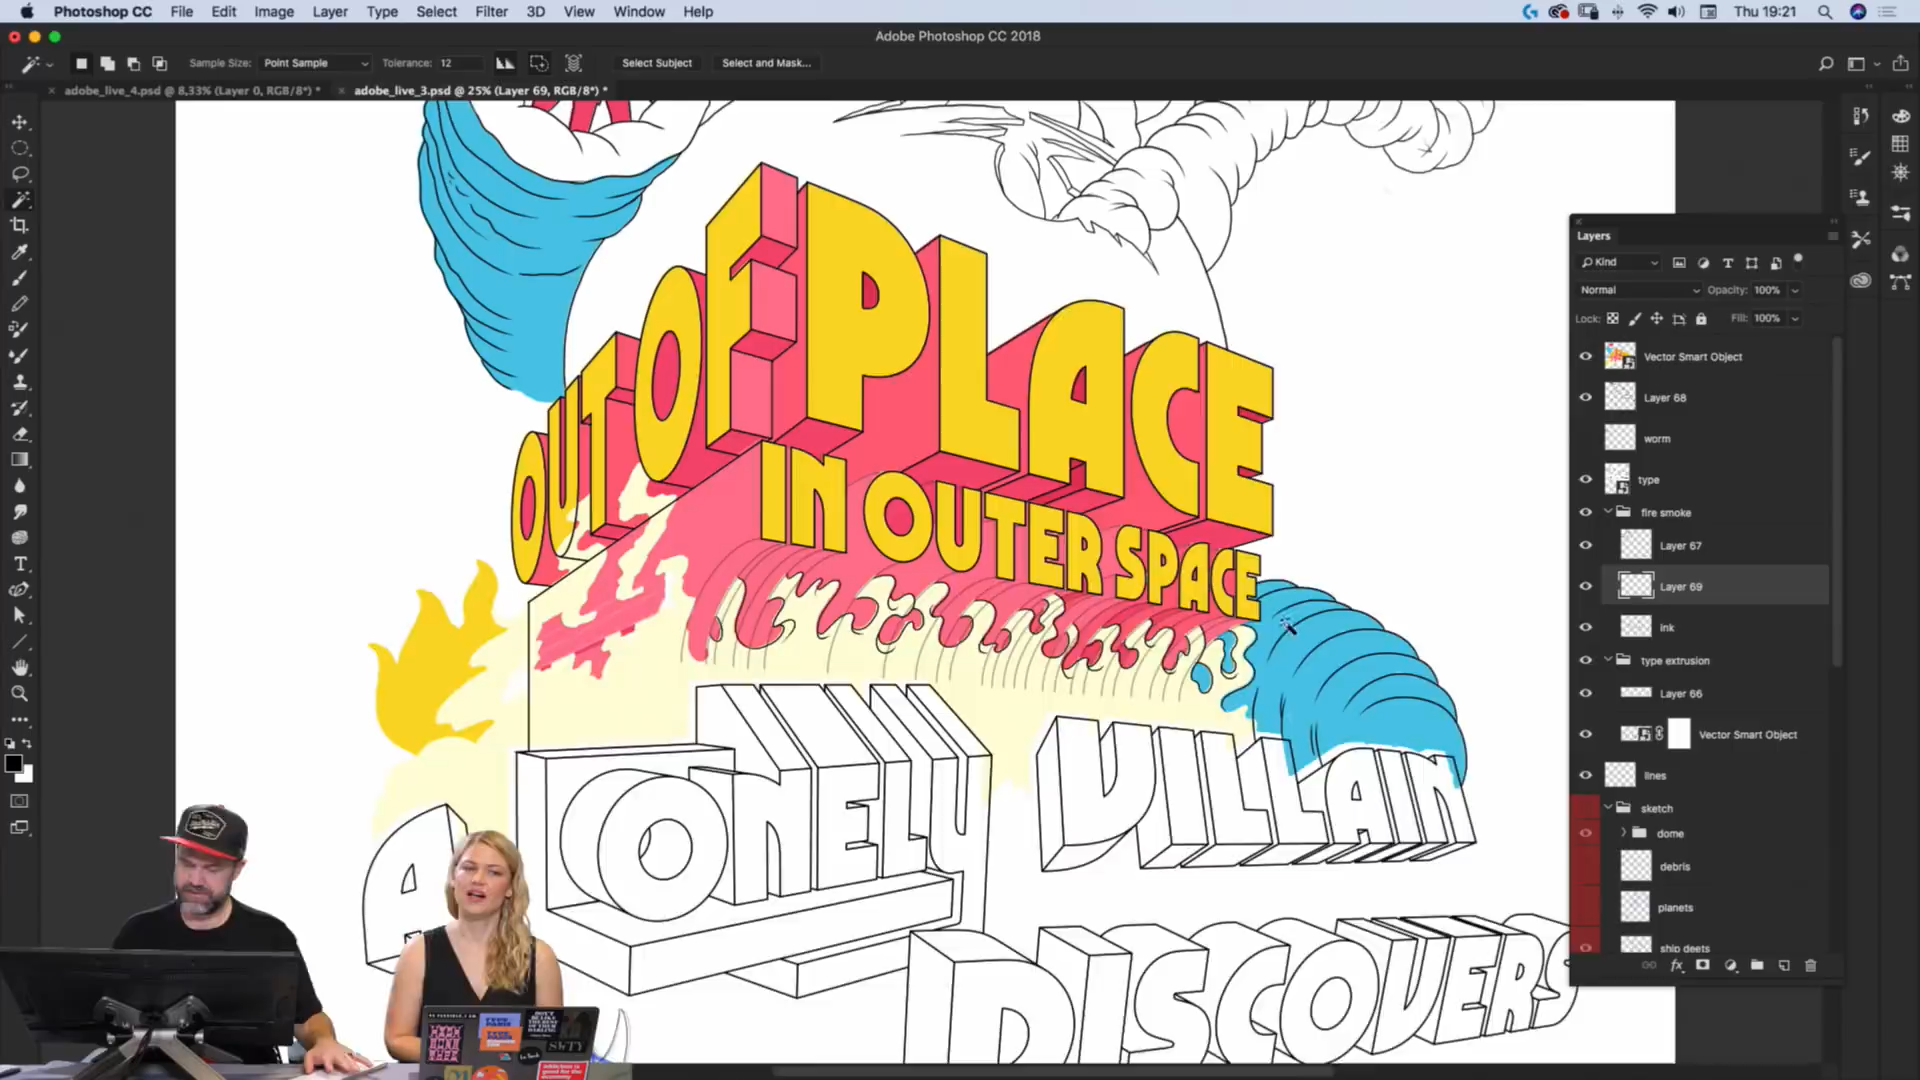 Photoshop CC File Edit Image Layer Type Select Filter 3D View Window Help Thu 19:21
Adobe Photoshop CC 2018
Sample Size: Point Sample Tolerance: 12 Select Subject Select and Mask...
adobe_live_4.psd @ 8,33% (Layer 0, RGB/8*) * adobe_live_3.psd @ 25% (Layer 69, RGB/8*) *
OUT OF PLACE
IN OUTER SPACE
A LONELY VILLAIN
DISCOVERS
Layers
Kind
Normal Opacity: 100%
Lock: Fill: 100%
Vector Smart Object
Layer 68
worm
type
fire smoke
Layer 67
Layer 69
ink
type extrusion
Layer 66
Vector Smart Object
lines
sketch
dome
debris
planets
ship deets
fx
SWTY